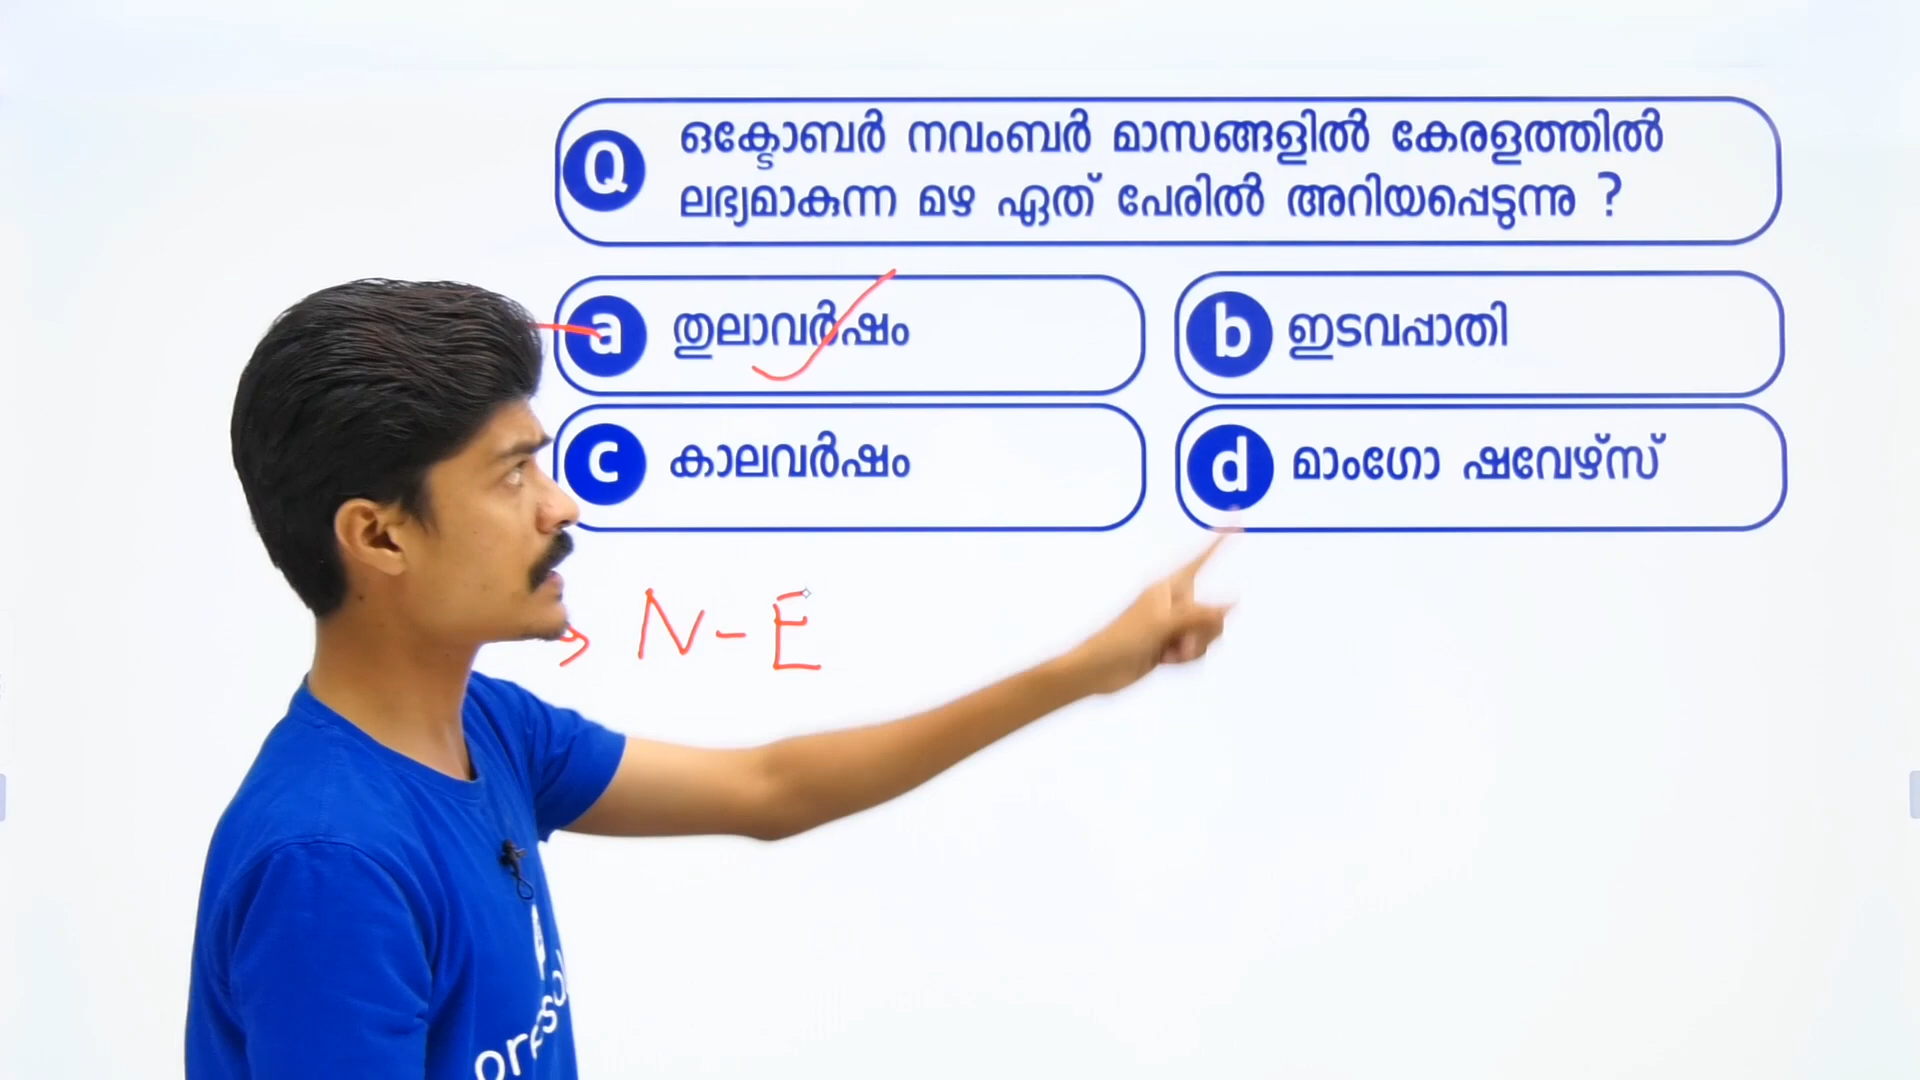 Q
ഒക്ടോബർ നവംബർ മാസങ്ങളിൽ കേരളത്തിൽ
ലഭ്യമാകുന്ന മഴ ഏത് പേരിൽ അറിയപ്പെടുന്നു ?
a തുലാവർഷം
b ഇടവപ്പാതി
c കാലവർഷം
d മാംഗോ ഷവേഴ്സ്
N-E